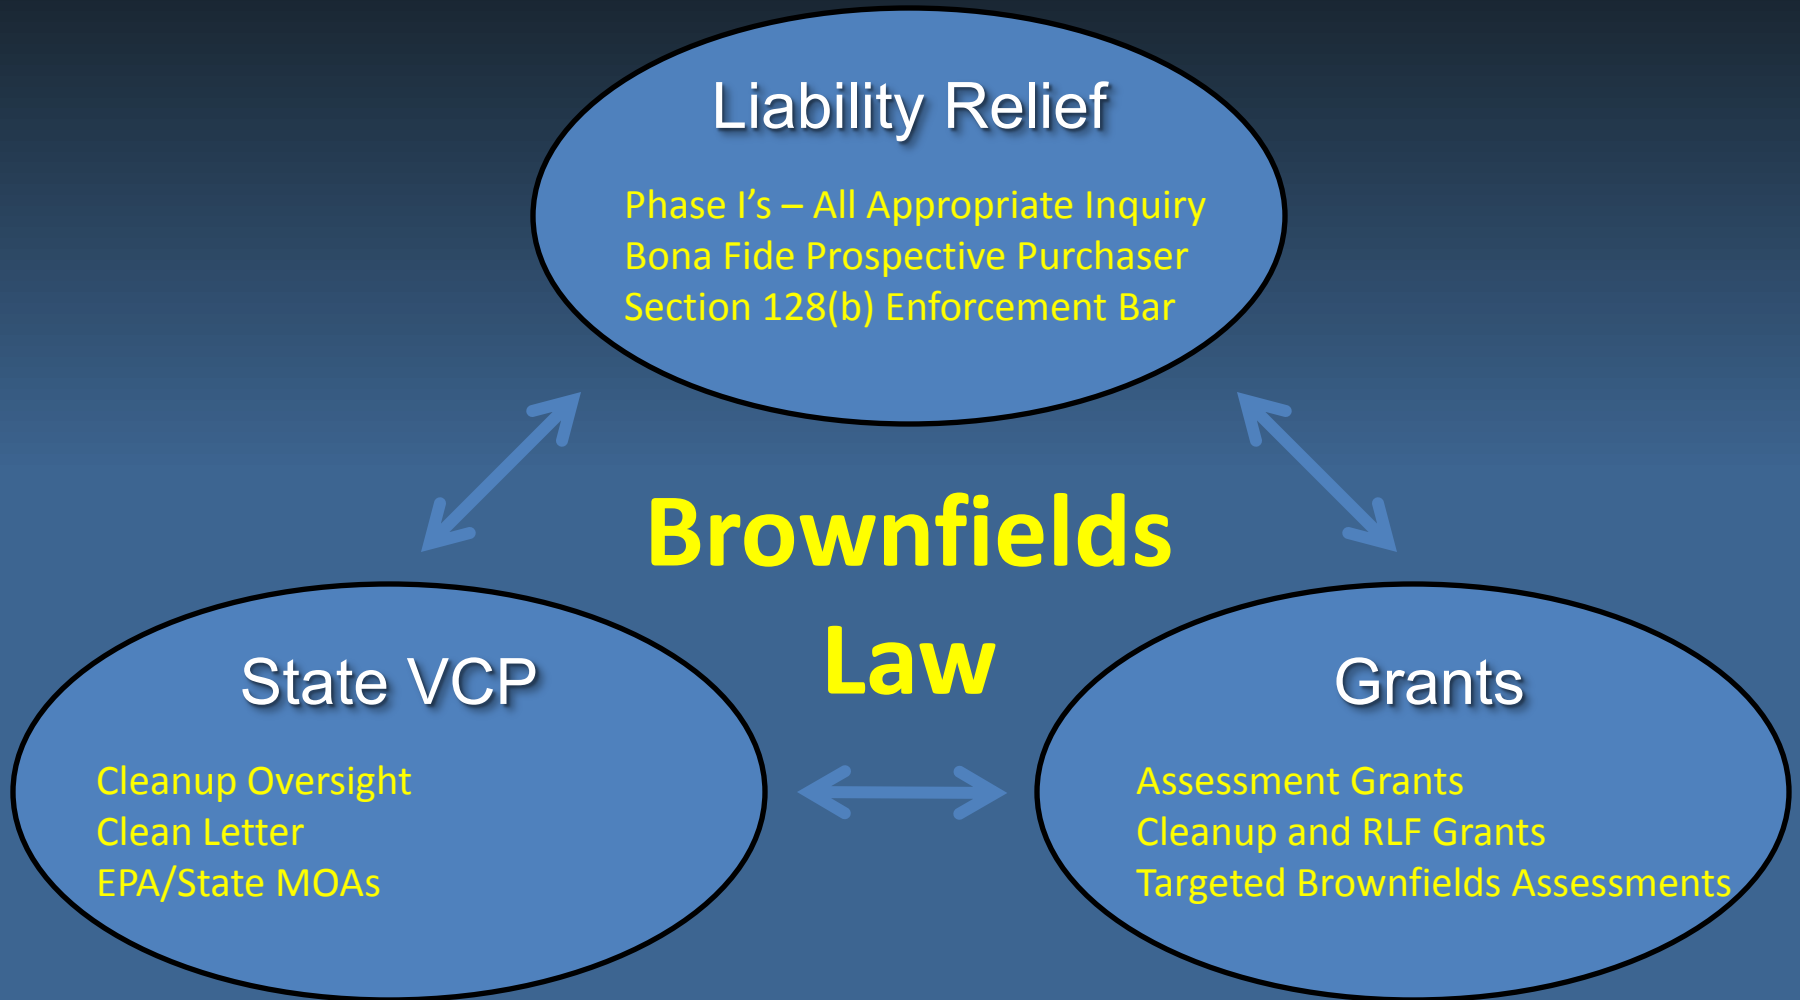 Liability Relief
Phase I’s – All Appropriate Inquiry
Bona Fide Prospective Purchaser
Section 128(b) Enforcement Bar
Brownfields
Law
State VCP
Cleanup Oversight
Clean Letter
EPA/State MOAs
Grants
Assessment Grants
Cleanup and RLF Grants
Targeted Brownfields Assessments